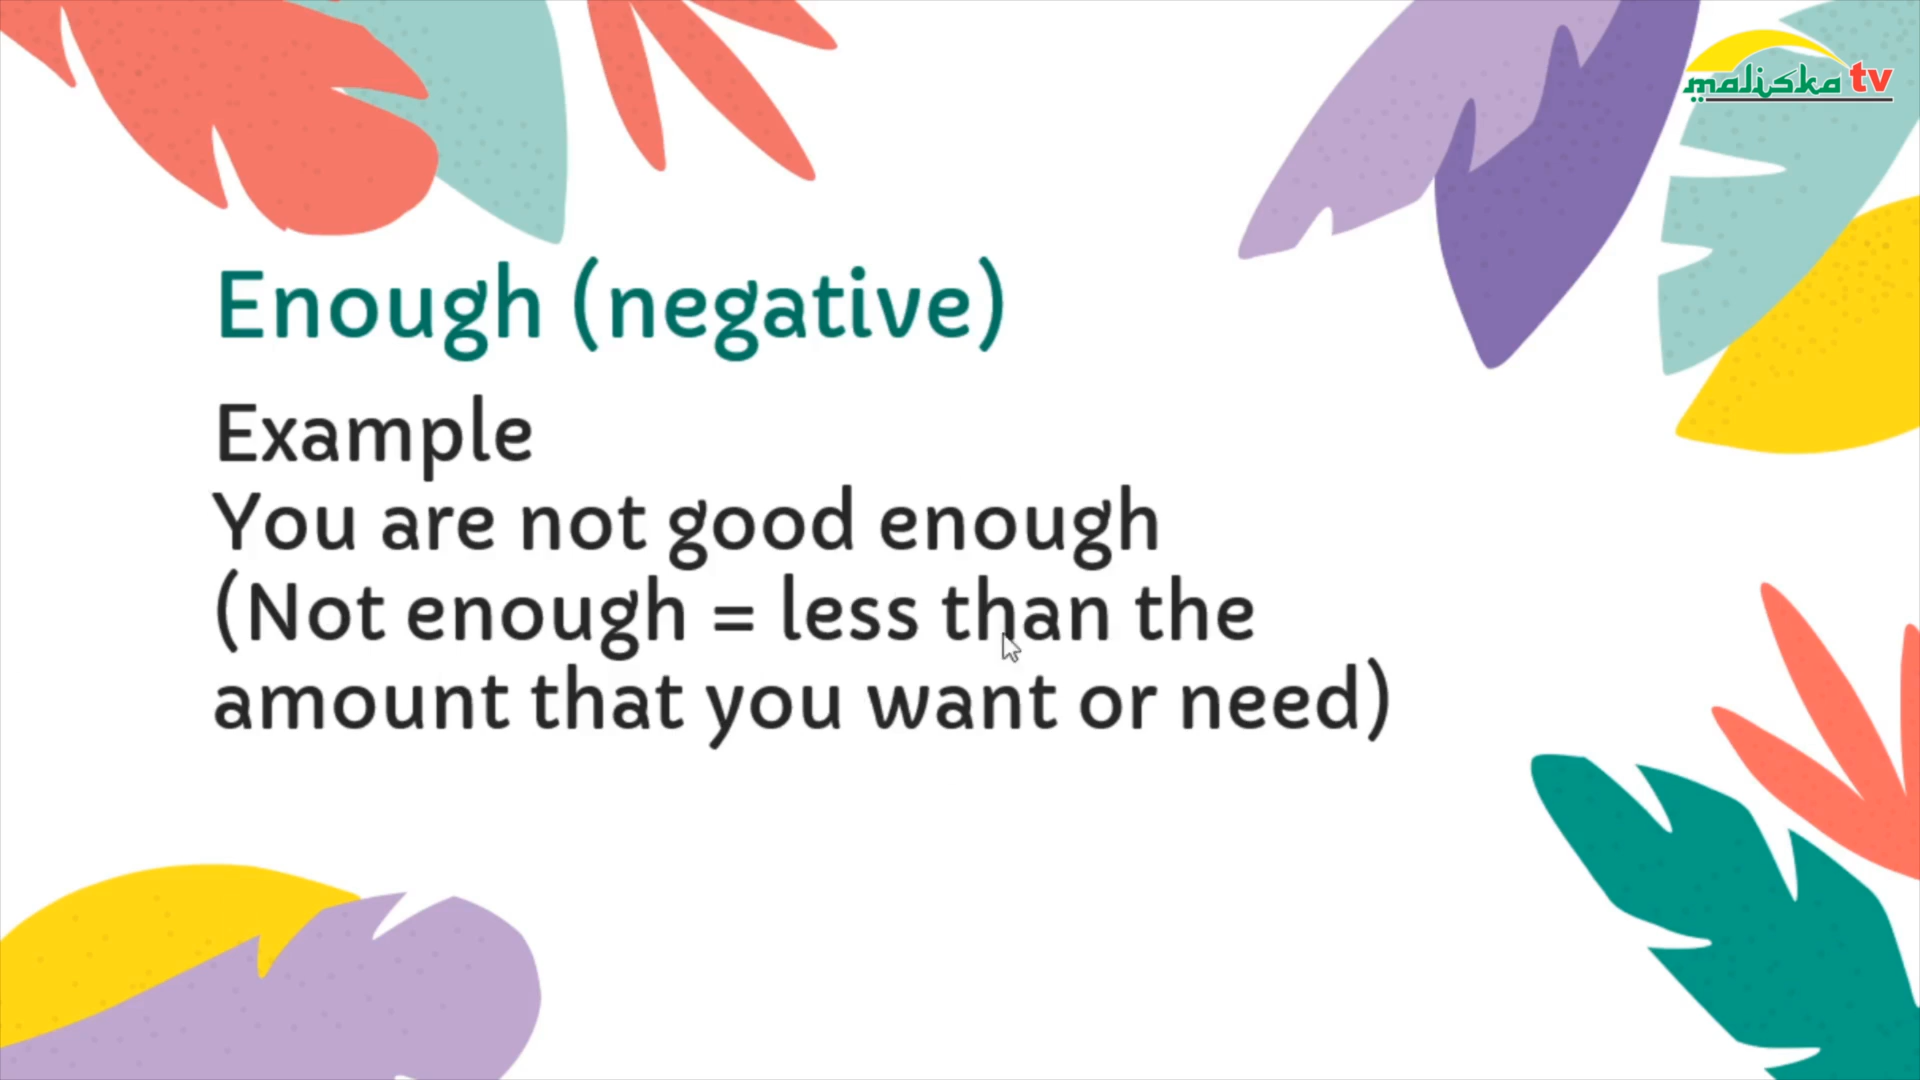 maliska tv
Enough (negative)
Example
You are not good enough
(Not enough = less than the
amount that you want or need)